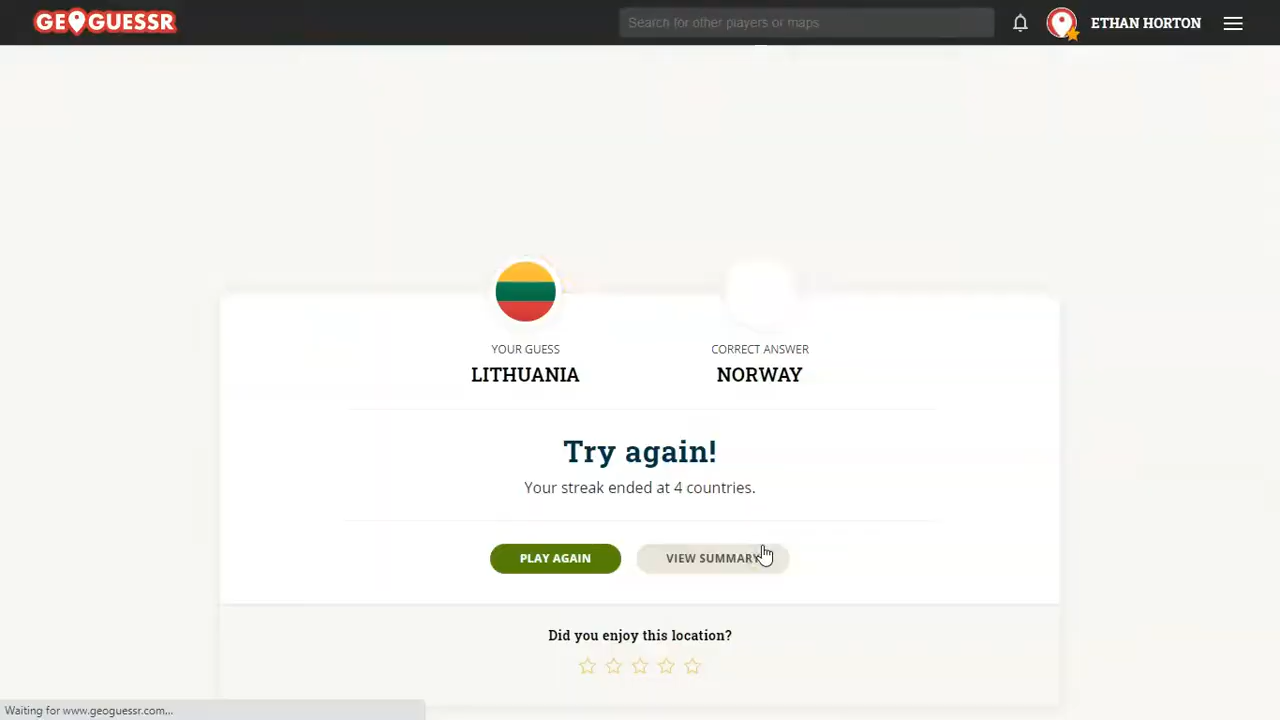 GEOGUESSR
Search for other players or maps
ETHAN HORTON
YOUR GUESS
LITHUANIA
CORRECT ANSWER
NORWAY
Try again!
Your streak ended at 4 countries.
PLAY AGAIN
VIEW SUMMARY
Did you enjoy this location?
Waiting for www.geoguessr.com...